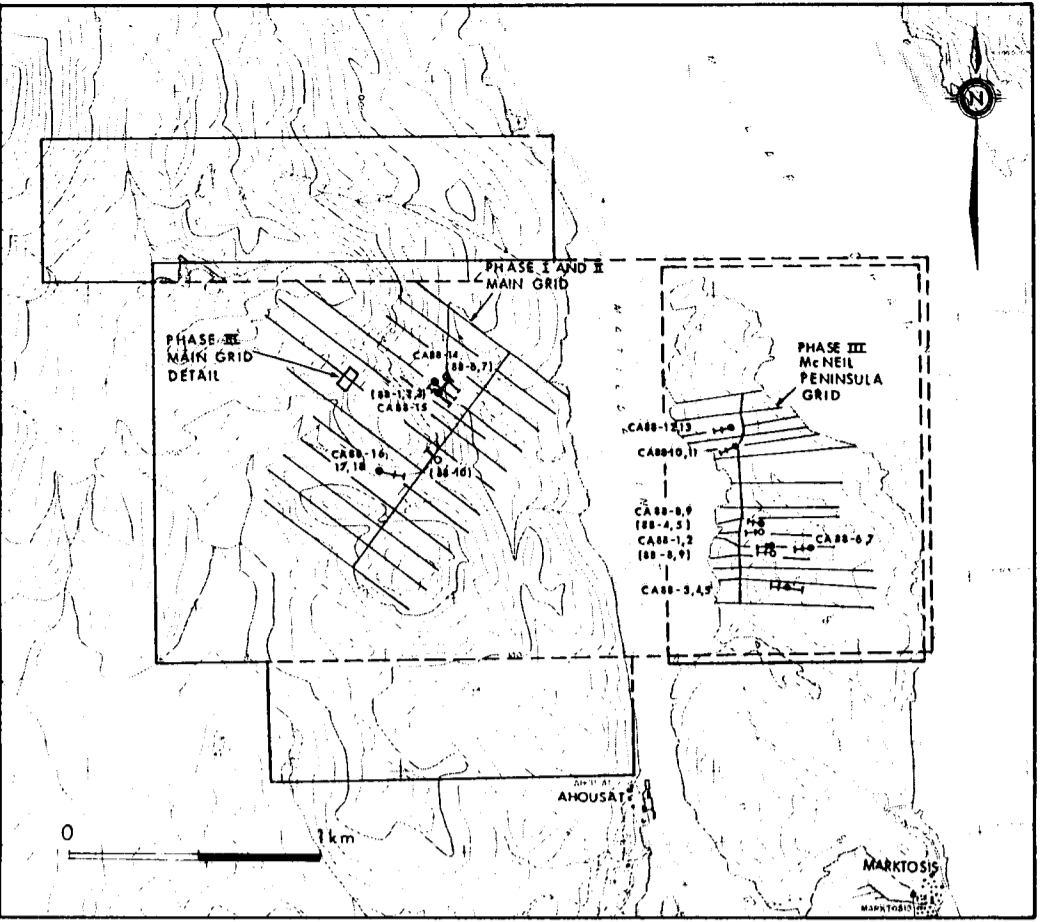 N
PHASE I AND II
MAIN GRID
PHASE III
MAIN GRID
DETAIL
CA88-14
(88-6,7)
(88-1,2,3)
CA88-15
CA88-16,
17,18
(88-10)
PHASE III
McNEIL
PENINSULA
GRID
CA88-12,13
CA88-10,11
CA88-8,9
(88-4,5)
CA88-1,2
(88-8,9)
CA88-6,7
CA88-3,4,5
AHOUSAT
0
1km
MARKTOSIS
MARKTOSIS